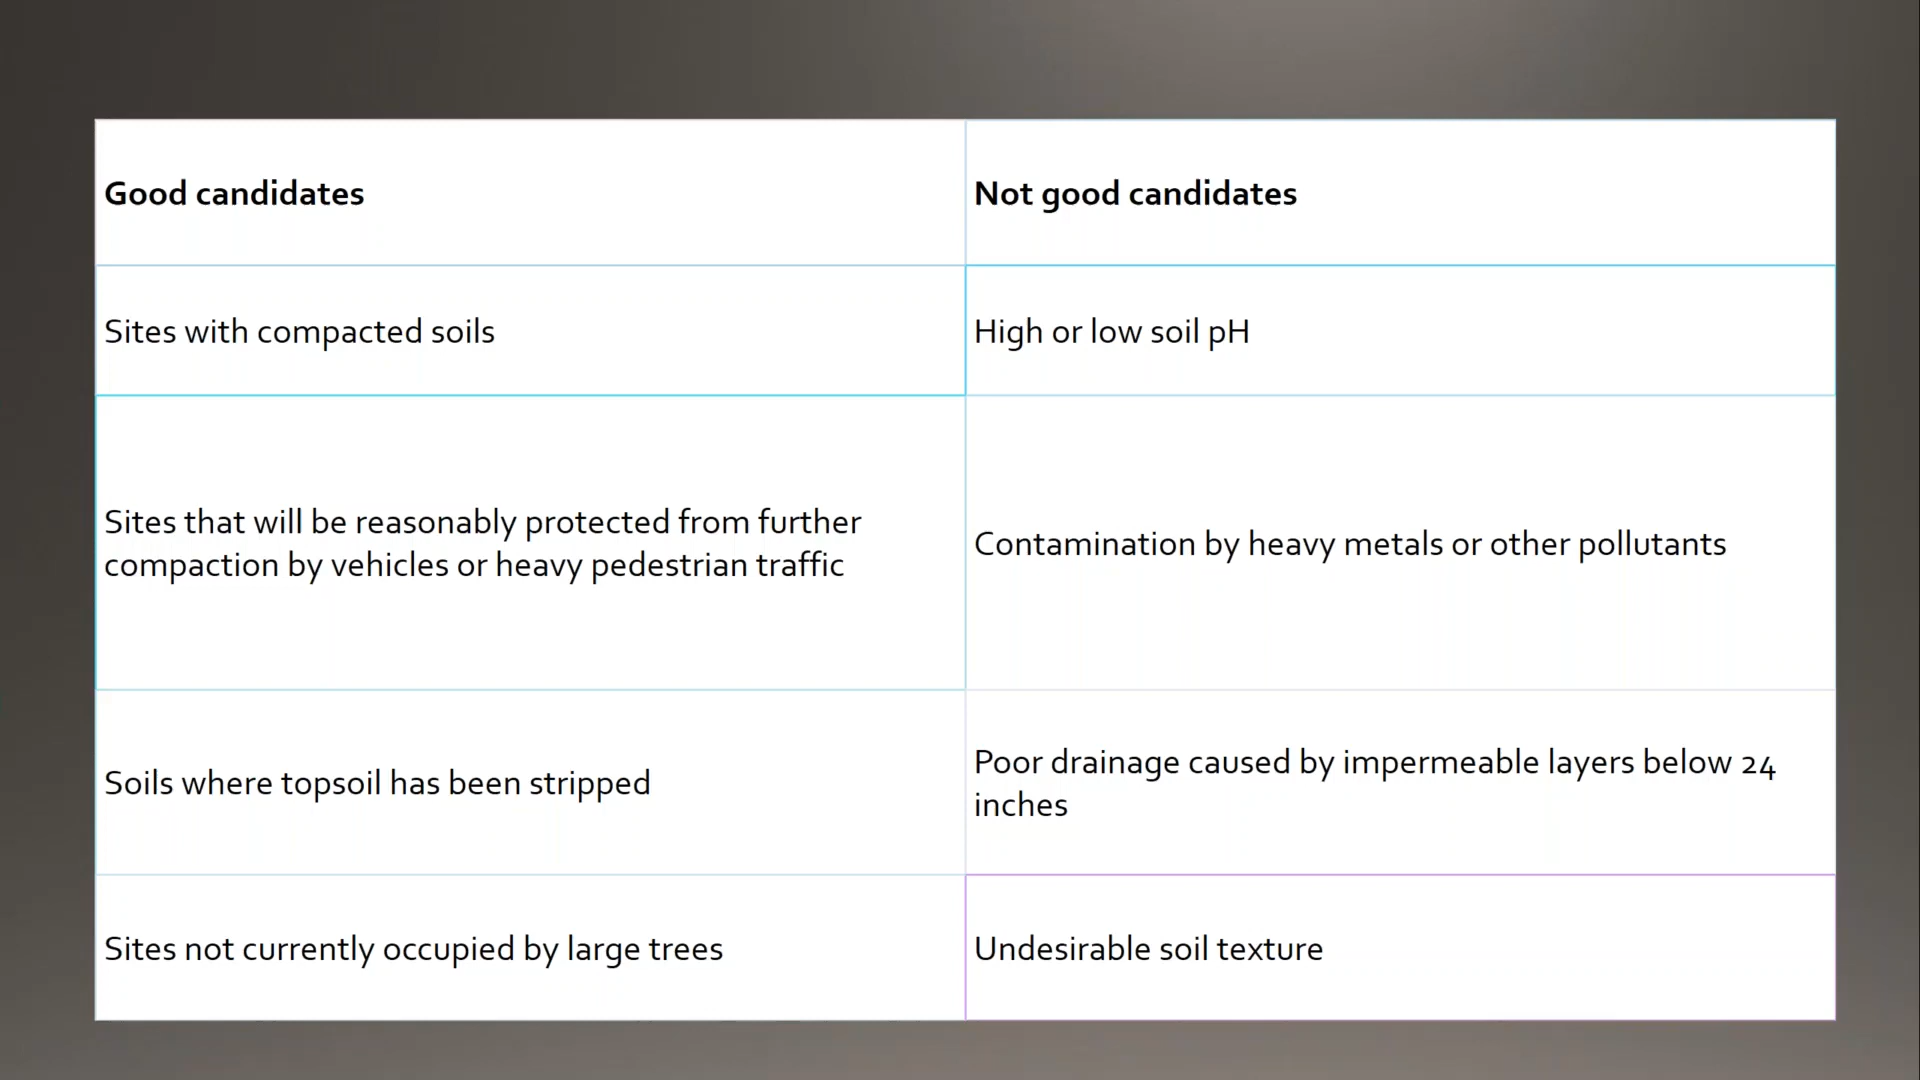 Good candidates
Not good candidates
Sites with compacted soils
High or low soil pH
Sites that will be reasonably protected from further
compaction by vehicles or heavy pedestrian traffic
Contamination by heavy metals or other pollutants
Soils where topsoil has been stripped
Poor drainage caused by impermeable layers below 24
inches
Sites not currently occupied by large trees
Undesirable soil texture